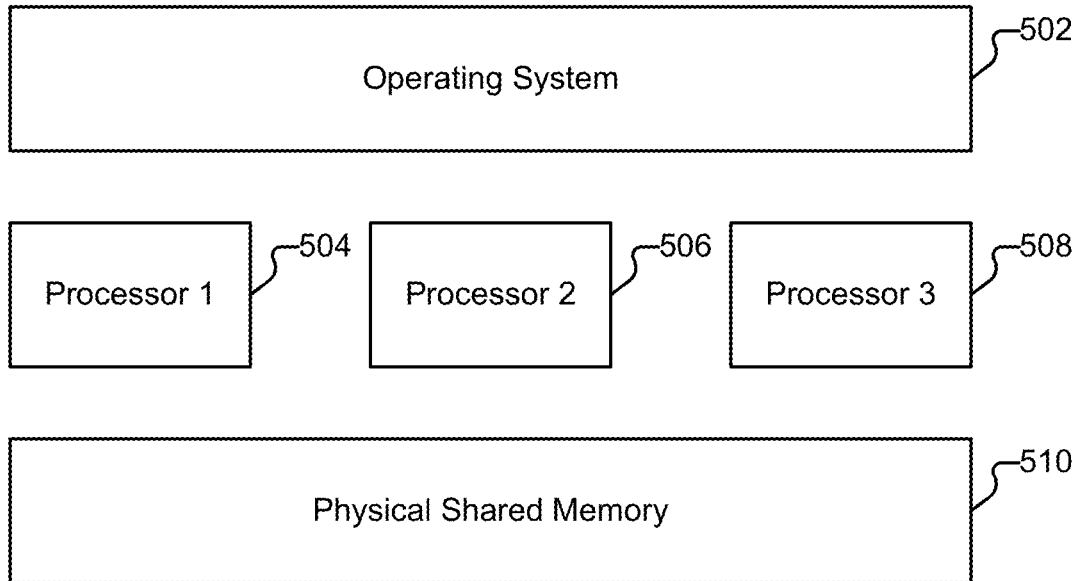 502
Operating System
504
506
508
Processor 1
Processor 2
Processor 3
510
Physical Shared Memory